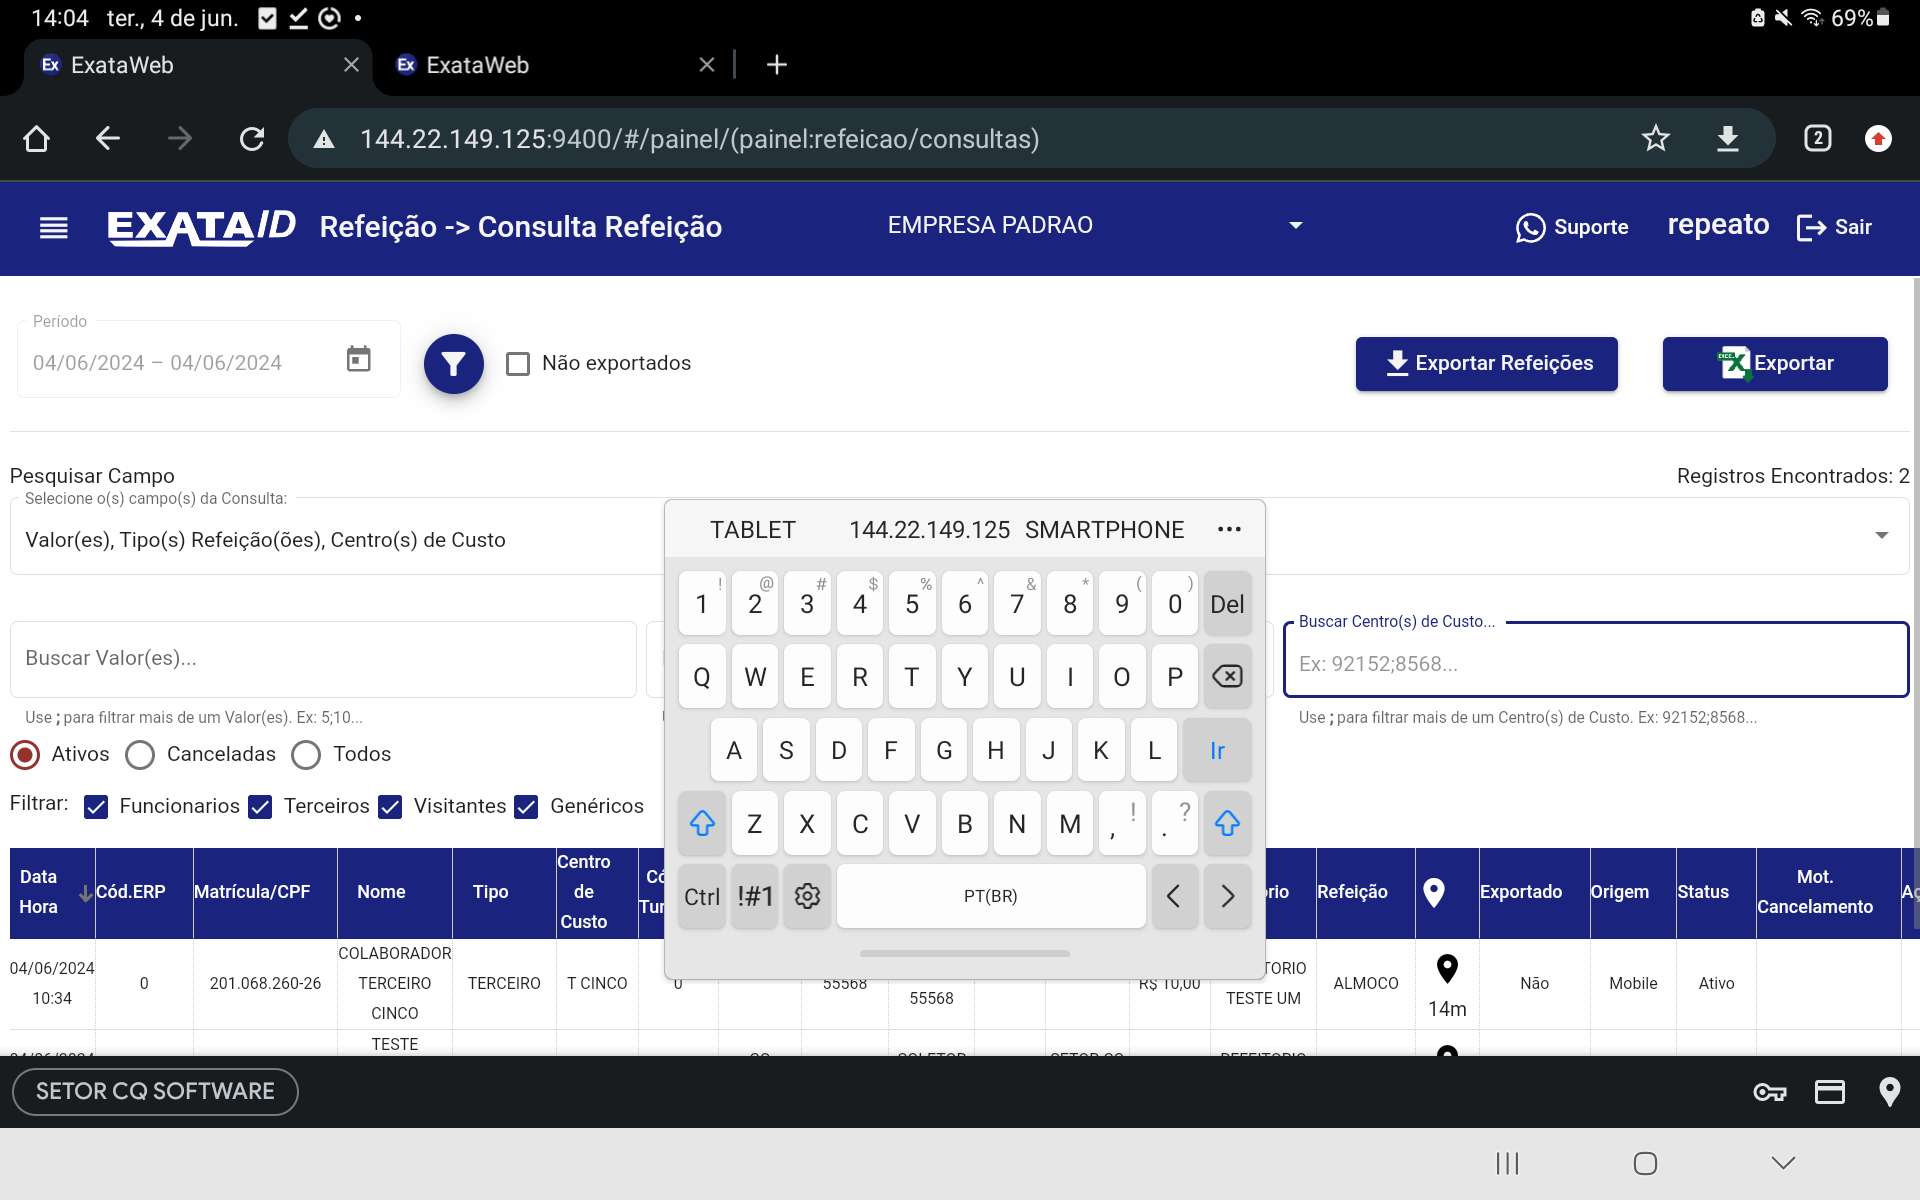 14:04 ter., 4 de jun.
69%
Ex ExataWeb
Ex ExataWeb
144.22.149.125:9400/#/painel/(painel:refeicao/consultas)
2
EXATA/ID Refeição -> Consulta Refeição
EMPRESA PADRAO
Suporte
repeato
Sair
Período
04/06/2024 – 04/06/2024
Não exportados
Exportar Refeições
Exportar
Pesquisar Campo
Registros Encontrados: 2
Selecione o(s) campo(s) da Consulta:
Valor(es), Tipo(s) Refeição(ões), Centro(s) de Custo
Buscar Valor(es)...
Use ; para filtrar mais de um Valor(es). Ex: 5;10...
Buscar Centro(s) de Custo...
Ex: 92152;8568...
Use ; para filtrar mais de um Centro(s) de Custo. Ex: 92152;8568...
Ativos Canceladas Todos
Filtrar: Funcionarios Terceiros Visitantes Genéricos
TABLET 144.22.149.125 SMARTPHONE ...
! @ # $ % ^ & * ( )
1 2 3 4 5 6 7 8 9 0 Del
Q W E R T Y U I O P
A S D F G H J K L Ir
Z X C V B N M , ! . ?
Ctrl !#1 PT(BR) < >
Data Hora
Cód.ERP
Matrícula/CPF
Nome
Tipo
Centro de Custo
Refeição
Exportado
Origem
Status
Mot. Cancelamento
04/06/2024 10:34
0
201.068.260-26
COLABORADOR TERCEIRO CINCO
TERCEIRO
T CINCO
0
55568
55568
R$ 10,00
TESTE UM
ALMOCO
14m
Não
Mobile
Ativo
TESTE
SETOR CQ SOFTWARE